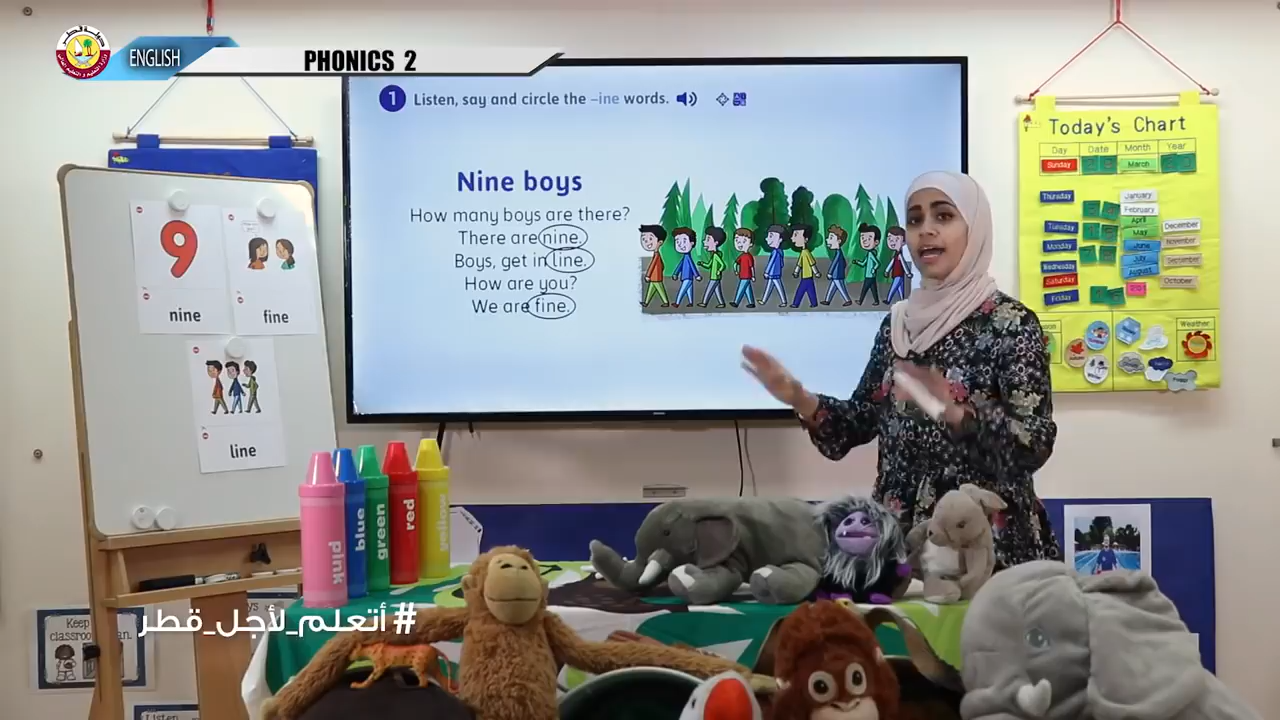 ENGLISH
PHONICS 2
1 Listen, say and circle the –ine words.
Nine boys
How many boys are there?
There are nine.
Boys, get in line.
How are you?
We are fine.
9
nine
fine
line
Today's Chart
Day
Date
Month
Year
Sunday
March
Thursday
Tuesday
Monday
Wednesday
Saturday
Friday
January
February
April
May
June
July
August
December
November
September
October
Weather
pink
blue
green
red
yellow
Keep
classroom
#أتعلم_لأجل_قطر
Listen